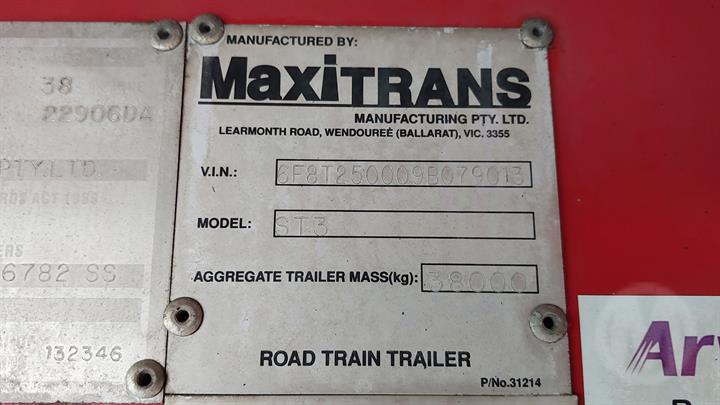 38
22906DA
PTY.LTD.
6782 SS
132346
MANUFACTURED BY:
MaxiTRANS
MANUFACTURING PTY. LTD.
LEARMONTH ROAD, WENDOUREE (BALLARAT), VIC. 3355
V.I.N.: 6F8T250009B079013
MODEL: ST3
AGGREGATE TRAILER MASS(kg): 38000
ROAD TRAIN TRAILER
P/No.31214
Ar